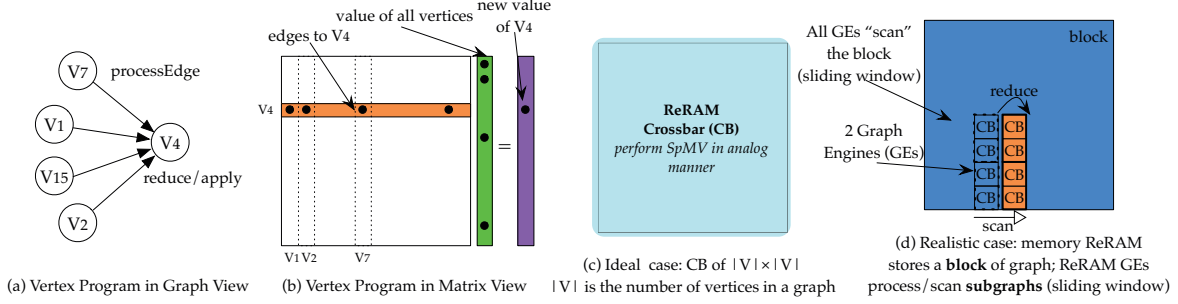 V7
processEdge
V1
V4
V15
reduce/apply
V2
(a) Vertex Program in Graph View
value of all vertices
new value
of V4
edges to V4
V4
=
V1 V2
V7
(b) Vertex Program in Matrix View
ReRAM
Crossbar (CB)
perform SpMV in analog
manner
(c) Ideal case: CB of |V|×|V|
|V| is the number of vertices in a graph
All GEs “scan”
the block
(sliding window)
block
reduce
2 Graph
Engines (GEs)
CB CB
CB CB
CB CB
CB CB
scan
(d) Realistic case: memory ReRAM
stores a block of graph; ReRAM GEs
process/scan subgraphs (sliding window)